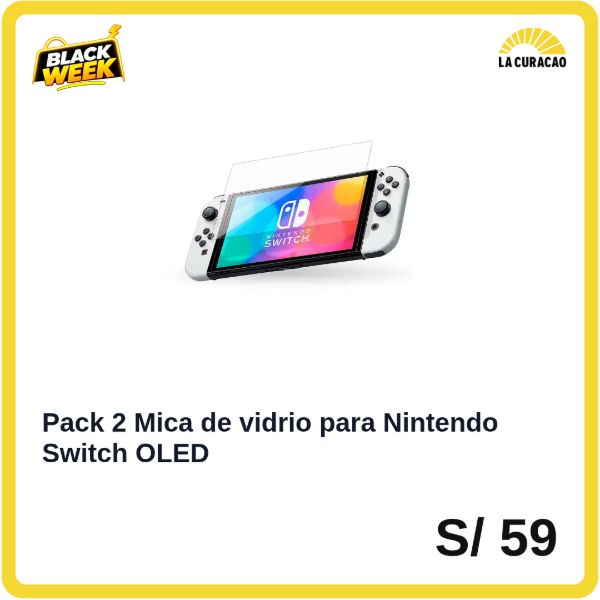 BLACK
WEEK
LA CURACAO
NINTENDO
SWITCH
Pack 2 Mica de vidrio para Nintendo
Switch OLED
S/ 59